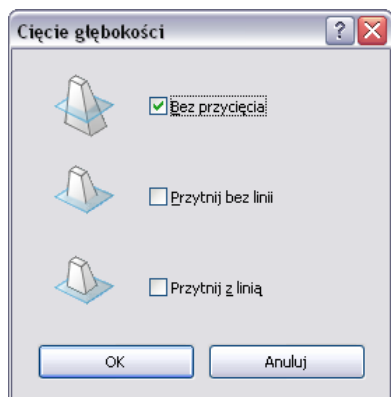 Cięcie głębokości
Bez przycięcia
Przytnij bez linii
Przytnij z linią
OK Anuluj